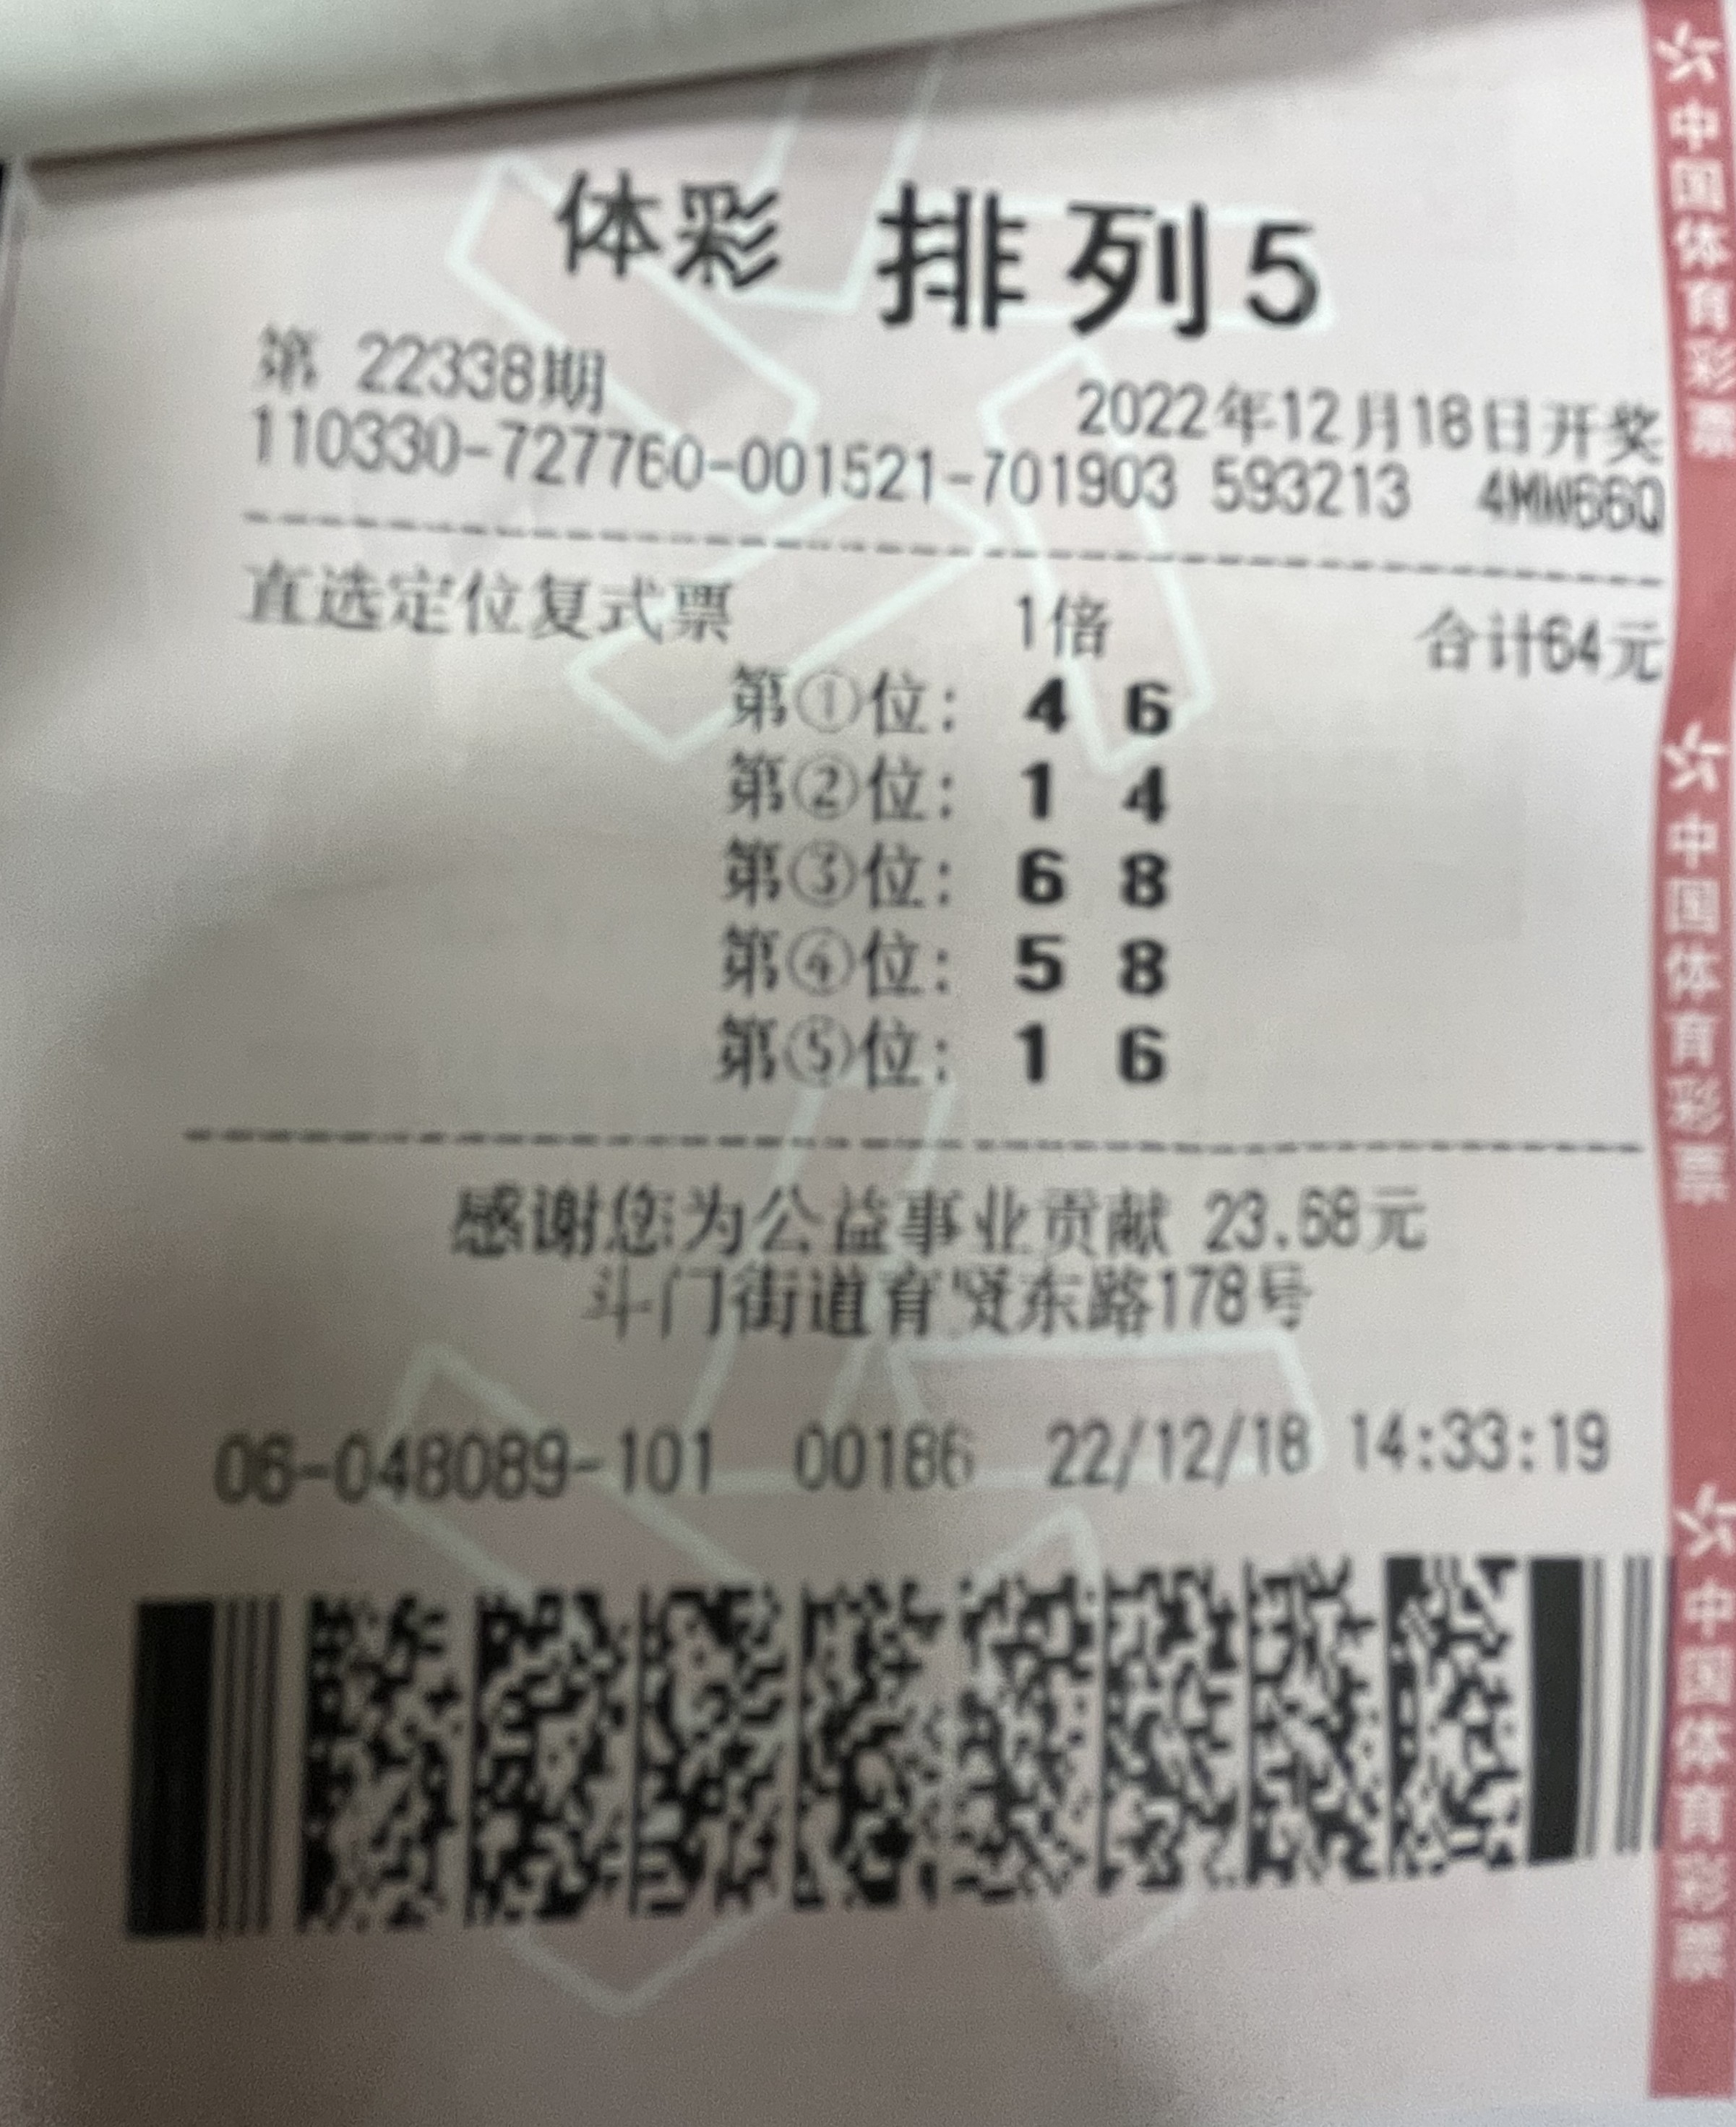 体彩 排列5
第 22338期
2022年12月18日开奖
110330-727760-001521-701903 593213 4MW66Q
直选定位复式票 1倍 合计64元
第①位: 4 6
第②位: 1 4
第③位: 6 8
第④位: 5 8
第⑤位: 1 6
感谢您为公益事业贡献 23.68元
斗门街道育贤东路178号
06-048089-101 00186 22/12/18 14:33:19
中国体育彩票
中国体育彩票
中国体育彩票